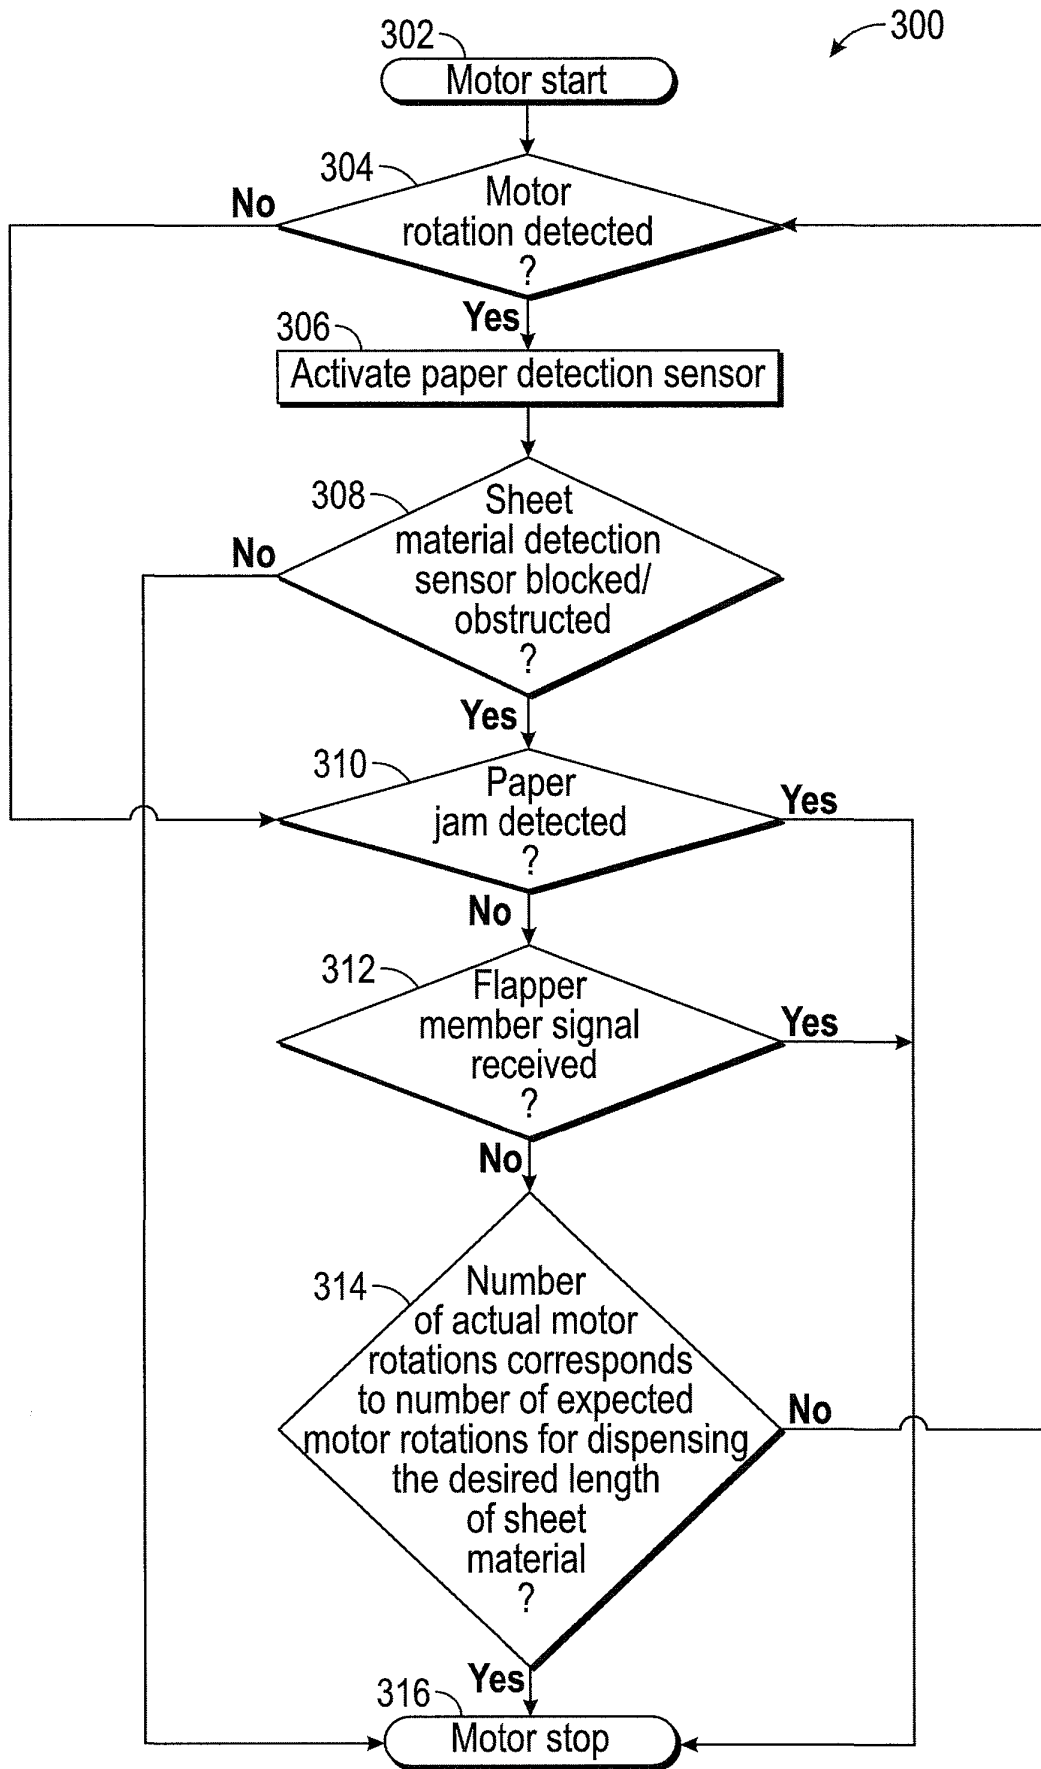 300
302
Motor start
304
Motor
rotation detected
?
No
Yes
306
Activate paper detection sensor
308
Sheet
material detection
sensor blocked/
obstructed
?
No
Yes
310
Paper
jam detected
?
Yes
No
312
Flapper
member signal
received
?
Yes
No
314
Number
of actual motor
rotations corresponds
to number of expected
motor rotations for dispensing
the desired length
of sheet
material
?
No
Yes
316
Motor stop